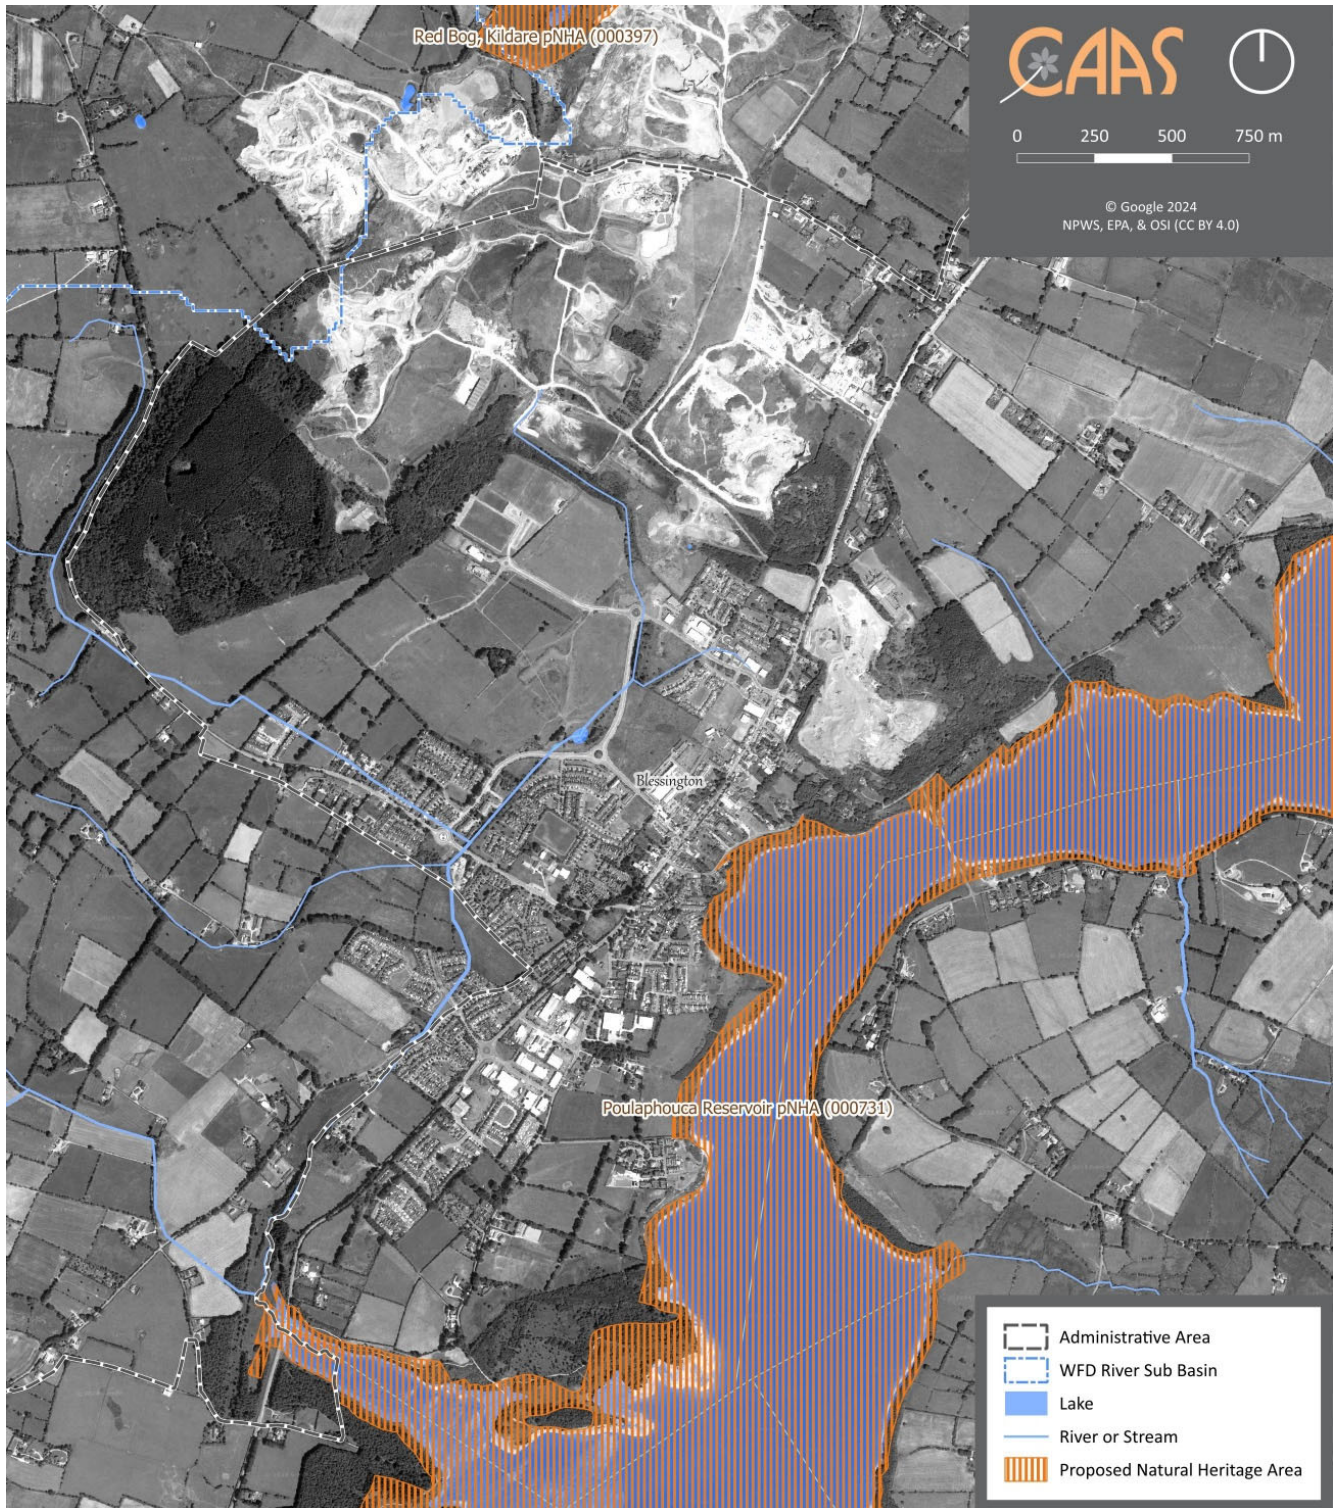 Red Bog, Kildare pNHA (000397)
CAAS
0 250 500 750 m
© Google 2024
NPWS, EPA, & OSI (CC BY 4.0)
Blessington
Poulaphouca Reservoir pNHA (000731)
Administrative Area
WFD River Sub Basin
Lake
River or Stream
Proposed Natural Heritage Area